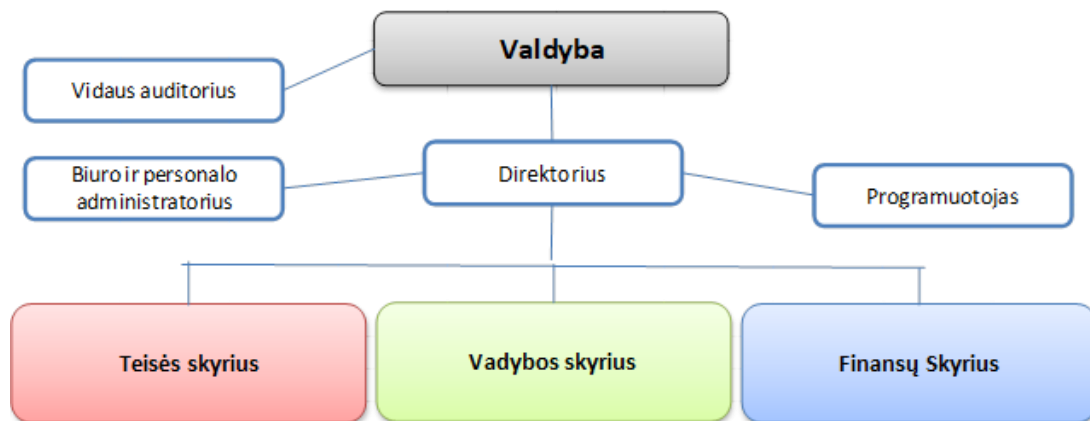 Valdyba
Vidaus auditorius
Biuro ir personalo
administratorius
Direktorius
Programuotojas
Teisės skyrius
Vadybos skyrius
Finansų Skyrius